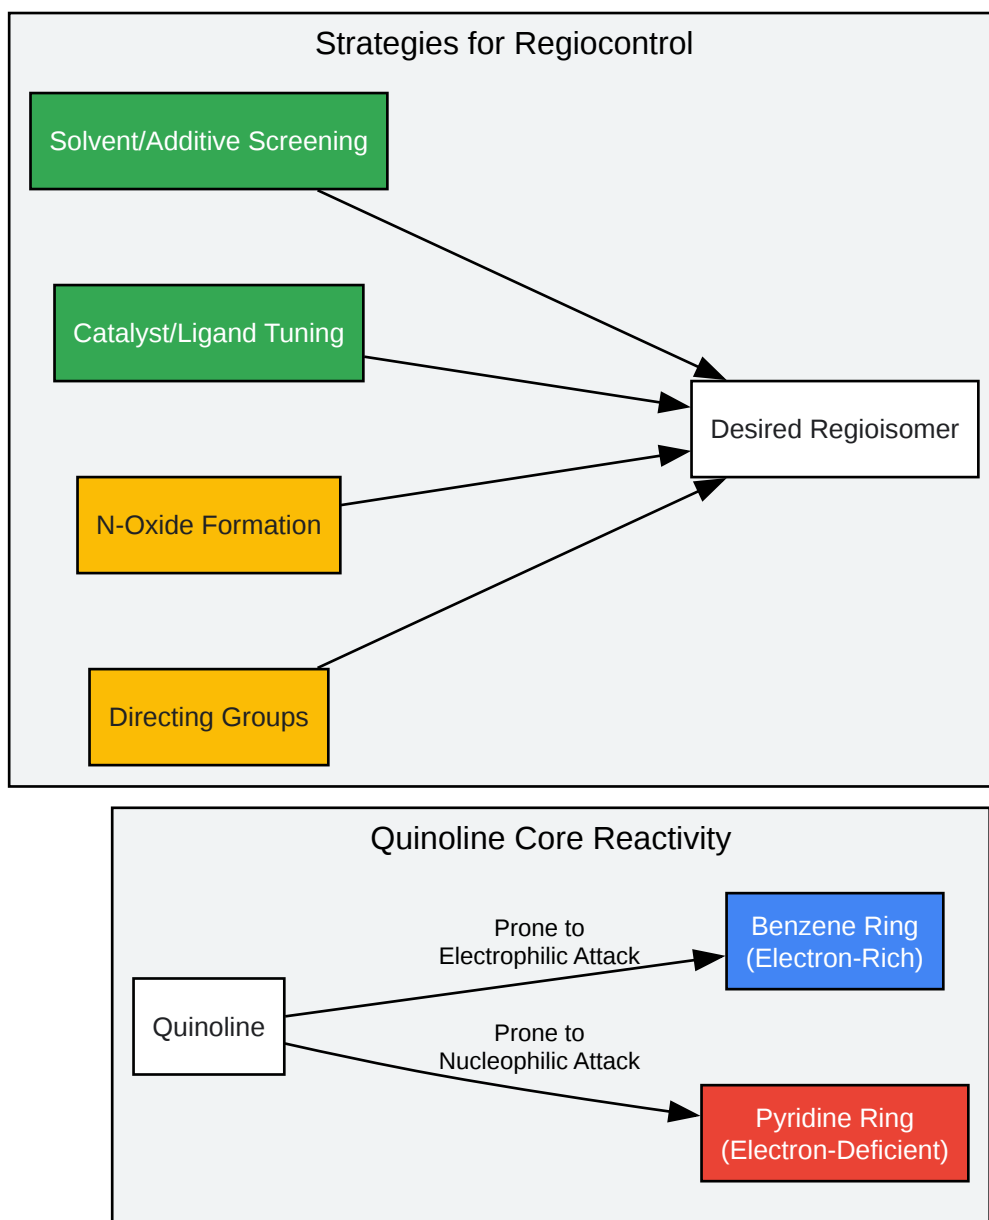 Strategies for Regiocontrol
Solvent/Additive Screening
Catalyst/Ligand Tuning
Desired Regioisomer
N-Oxide Formation
Directing Groups
Quinoline Core Reactivity
Prone to
Electrophilic Attack
Benzene Ring
(Electron-Rich)
Quinoline
Prone to
Nucleophilic Attack
Pyridine Ring
(Electron-Deficient)